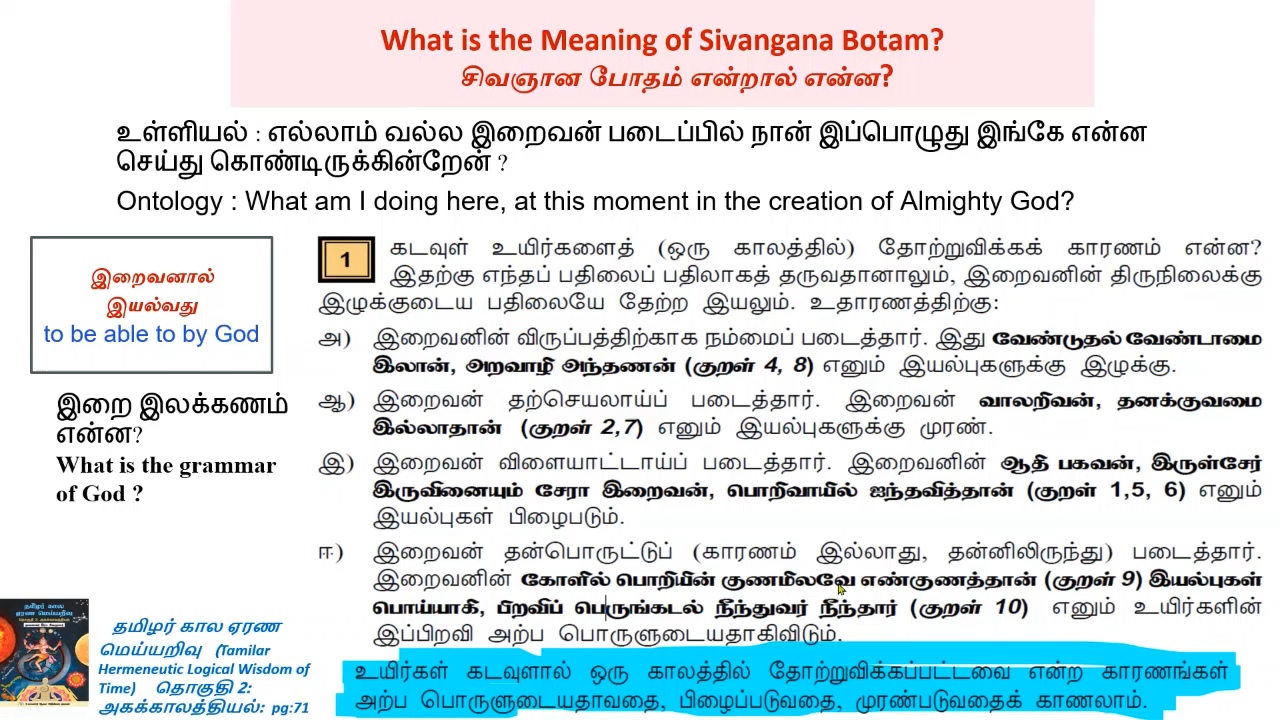 What is the Meaning of Sivangana Botam?
சிவஞான போதம் என்றால் என்ன?
உள்ளியல் : எல்லாம் வல்ல இறைவன் படைப்பில் நான் இப்பொழுது இங்கே என்ன
செய்து கொண்டிருக்கின்றேன் ?
Ontology : What am I doing here, at this moment in the creation of Almighty God?
இறைவனால்
இயல்வது
to be able to by God
இறை இலக்கணம்
என்ன?
What is the grammar
of God ?
1 கடவுள் உயிர்களைத் (ஒரு காலத்தில்) தோற்றுவிக்கக் காரணம் என்ன?
இதற்கு எந்தப் பதிலைப் பதிலாகத் தருவதானாலும், இறைவனின் திருநிலைக்கு
இழுக்குடைய பதிலையே தேற்ற இயலும். உதாரணத்திற்கு:
அ) இறைவனின் விருப்பத்திற்காக நம்மைப் படைத்தார். இது வேண்டுதல் வேண்டாமை
இலான், அறவாழி அந்தணன் (குறள் 4, 8) எனும் இயல்புகளுக்கு இழுக்கு.
ஆ) இறைவன் தற்செயலாய்ப் படைத்தார். இறைவன் வாலறிவன், தனக்குவமை
இல்லாதான் (குறள் 2,7) எனும் இயல்புகளுக்கு முரண்.
இ) இறைவன் விளையாட்டாய்ப் படைத்தார். இறைவனின் ஆதி பகவன், இருள்சேர்
இருவினையும் சேரா இறைவன், பொறிவாயில் ஐந்தவித்தான் (குறள் 1,5, 6) எனும்
இயல்புகள் பிழைபடும்.
ஈ) இறைவன் தன்பொருட்டுப் (காரணம் இல்லாது, தன்னிலிருந்து) படைத்தார்.
இறைவனின் கோளில் பொறியின் குணமிலவே எண்குணத்தான் (குறள் 9) இயல்புகள்
பொய்யாகி, பிறவிப் பெருங்கடல் நீந்துவர் நீந்தார் (குறள் 10) எனும் உயிர்களின்
இப்பிறவி அற்ப பொருளுடையதாகிவிடும்.
உயிர்கள் கடவுளால் ஒரு காலத்தில் தோற்றுவிக்கப்பட்டவை என்ற காரணங்கள்
அற்ப பொருளுடையதாவதை, பிழைப்படுவதை, முரண்படுவதைக் காணலாம்.
தமிழர் கால ஏரண
மெய்யறிவு (Tamilar
Hermeneutic Logical Wisdom of
Time) தொகுதி 2:
அகக்காலத்தியல்: pg:71